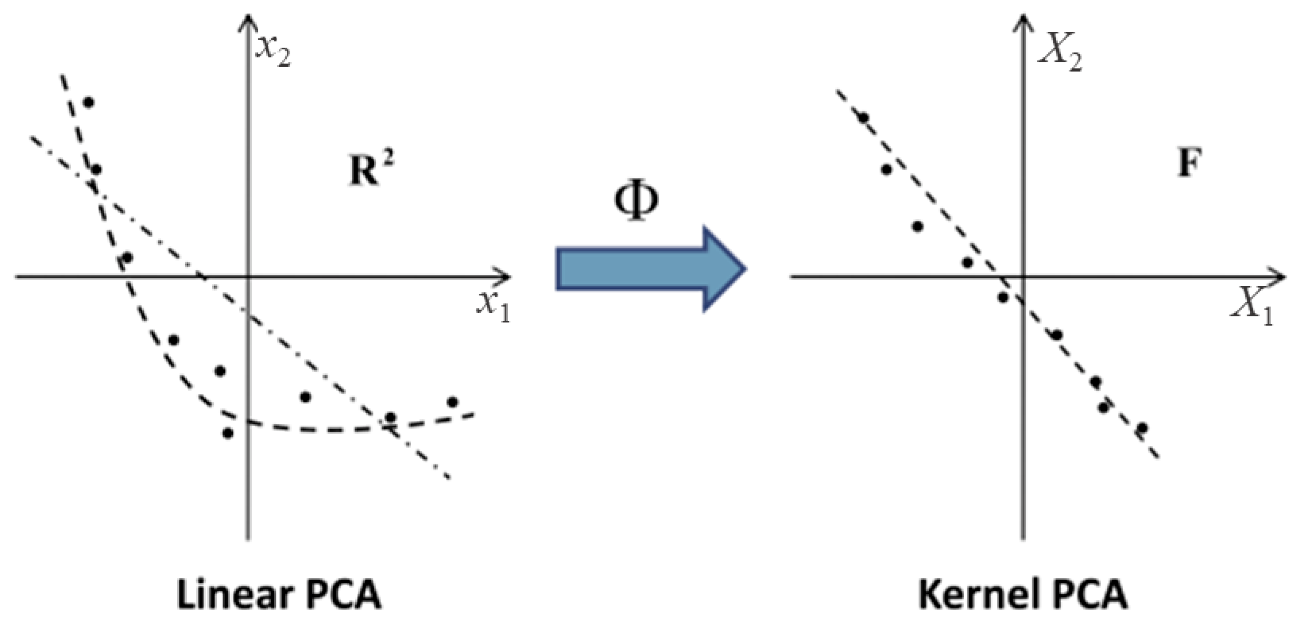 x₂
R²
x₁
Φ
X₂
F
X₁
Linear PCA
Kernel PCA